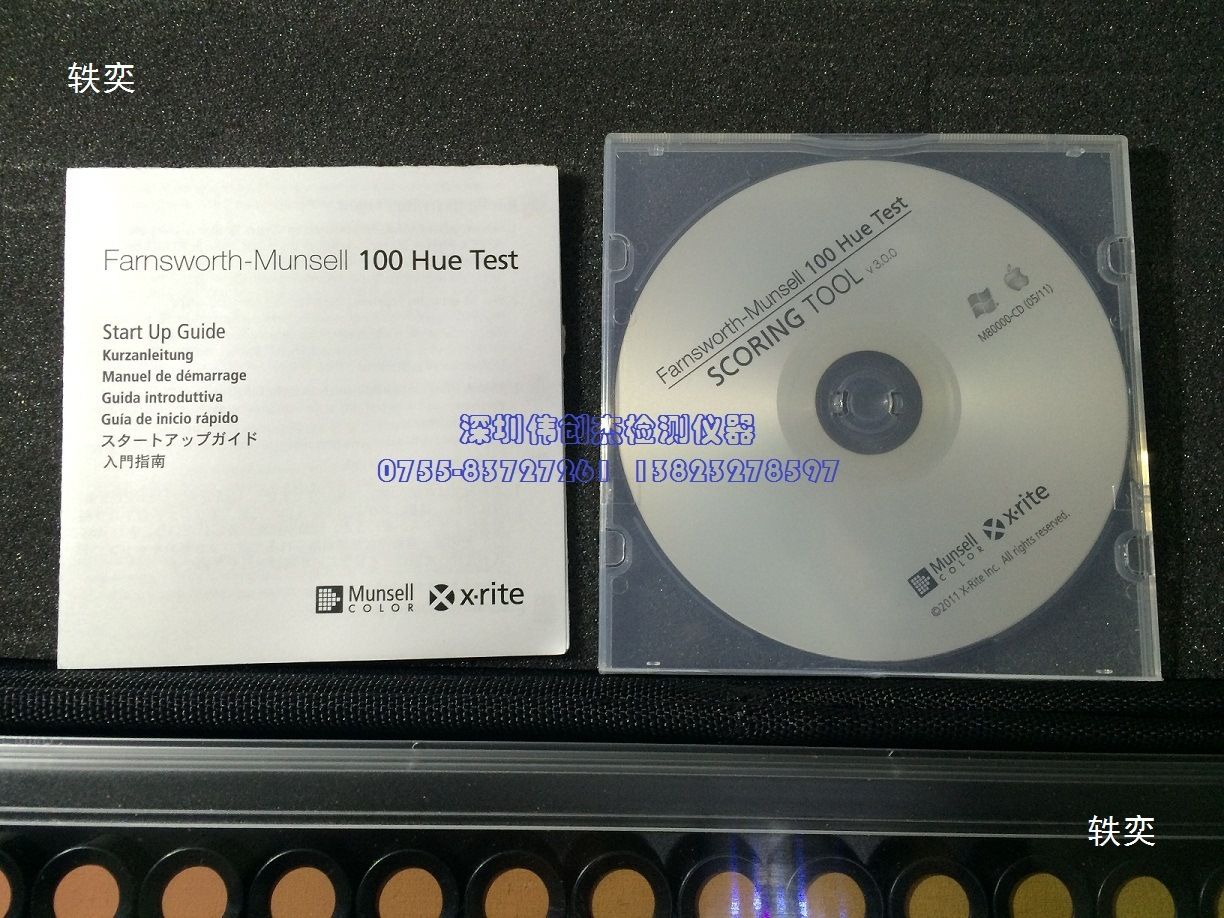 轶奕
Farnsworth-Munsell 100 Hue Test
Start Up Guide
Kurzanleitung
Manuel de démarrage
Guida introduttiva
Guía de inicio rápido
スタートアップガイド
入門指南
Munsell
COLOR
x·rite
Farnsworth-Munsell 100 Hue Test
SCORING TOOL v 3.0.0
M80000-CD (05/11)
Munsell
COLOR
x·rite
©2011 X-Rite Inc. All rights reserved.
深圳伟创杰检测仪器
0755-83727261 13823278597
轶奕